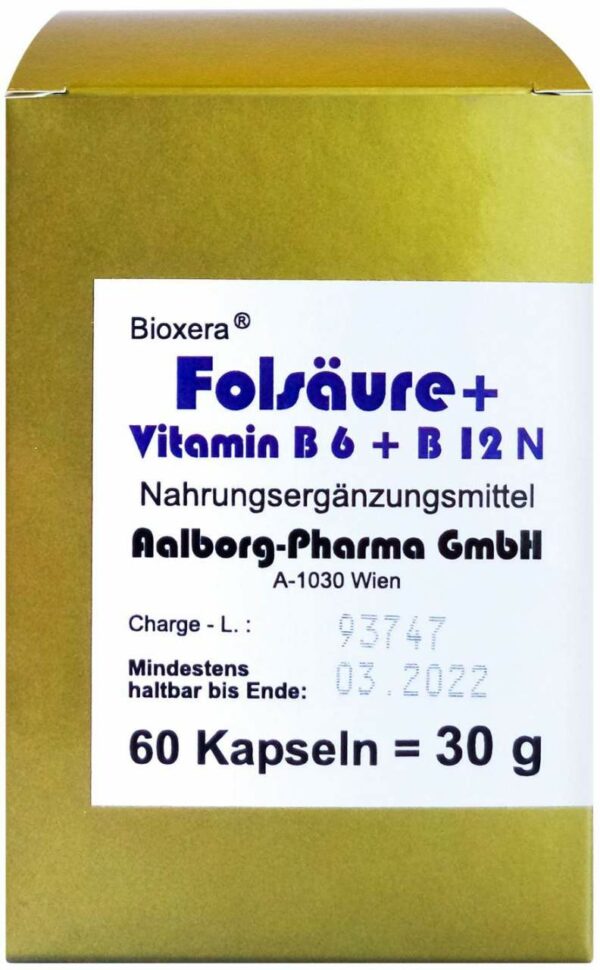 Bioxera®
Folsäure+
Vitamin B 6 + B 12 N
Nahrungsergänzungsmittel
Aalborg-Pharma GmbH
A-1030 Wien
Charge - L. : 93747
Mindestens
haltbar bis Ende: 03.2022
60 Kapseln = 30 g